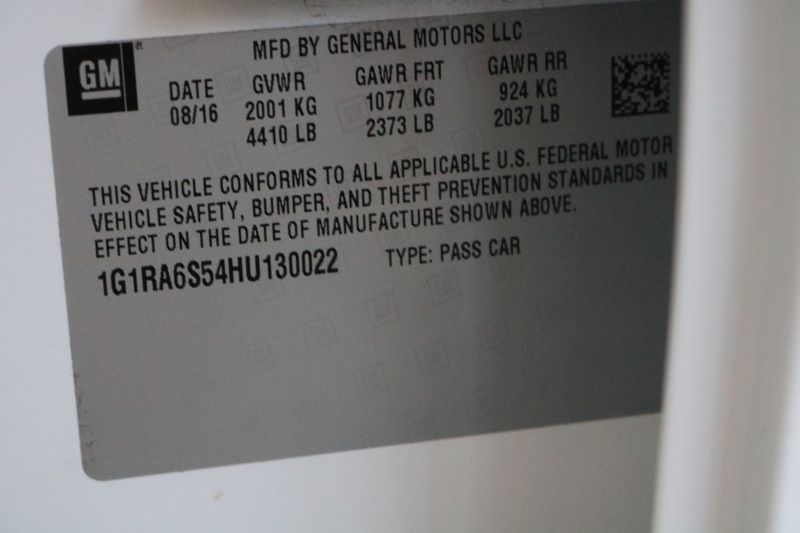 GM
MFD BY GENERAL MOTORS LLC
DATE GVWR GAWR FRT GAWR RR
08/16 2001 KG 1077 KG 924 KG
4410 LB 2373 LB 2037 LB
THIS VEHICLE CONFORMS TO ALL APPLICABLE U.S. FEDERAL MOTOR
VEHICLE SAFETY, BUMPER, AND THEFT PREVENTION STANDARDS IN
EFFECT ON THE DATE OF MANUFACTURE SHOWN ABOVE.
1G1RA6S54HU130022 TYPE: PASS CAR